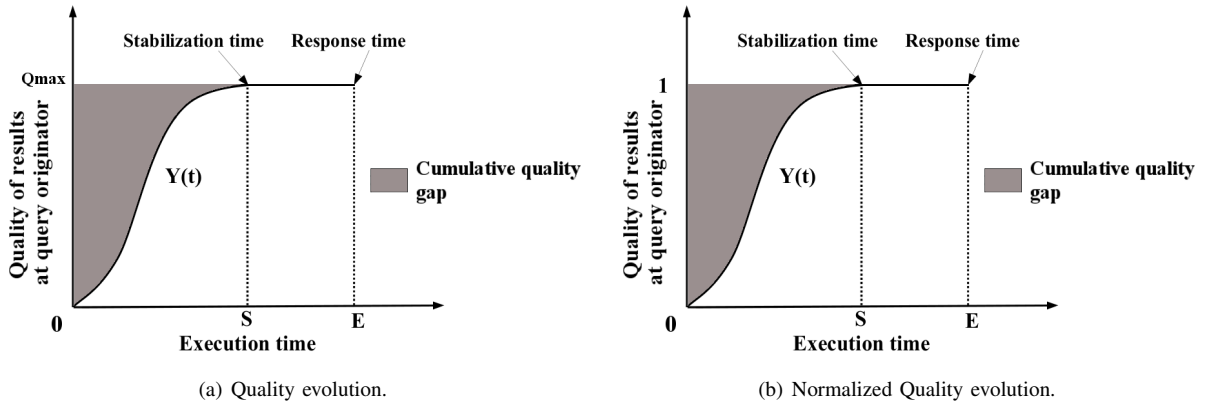 Stabilization time
Response time
Qmax
Quality of results
at query originator
Y(t)
Cumulative quality
gap
0
S
E
Execution time
(a) Quality evolution.
Stabilization time
Response time
1
Quality of results
at query originator
Y(t)
Cumulative quality
gap
0
S
E
Execution time
(b) Normalized Quality evolution.